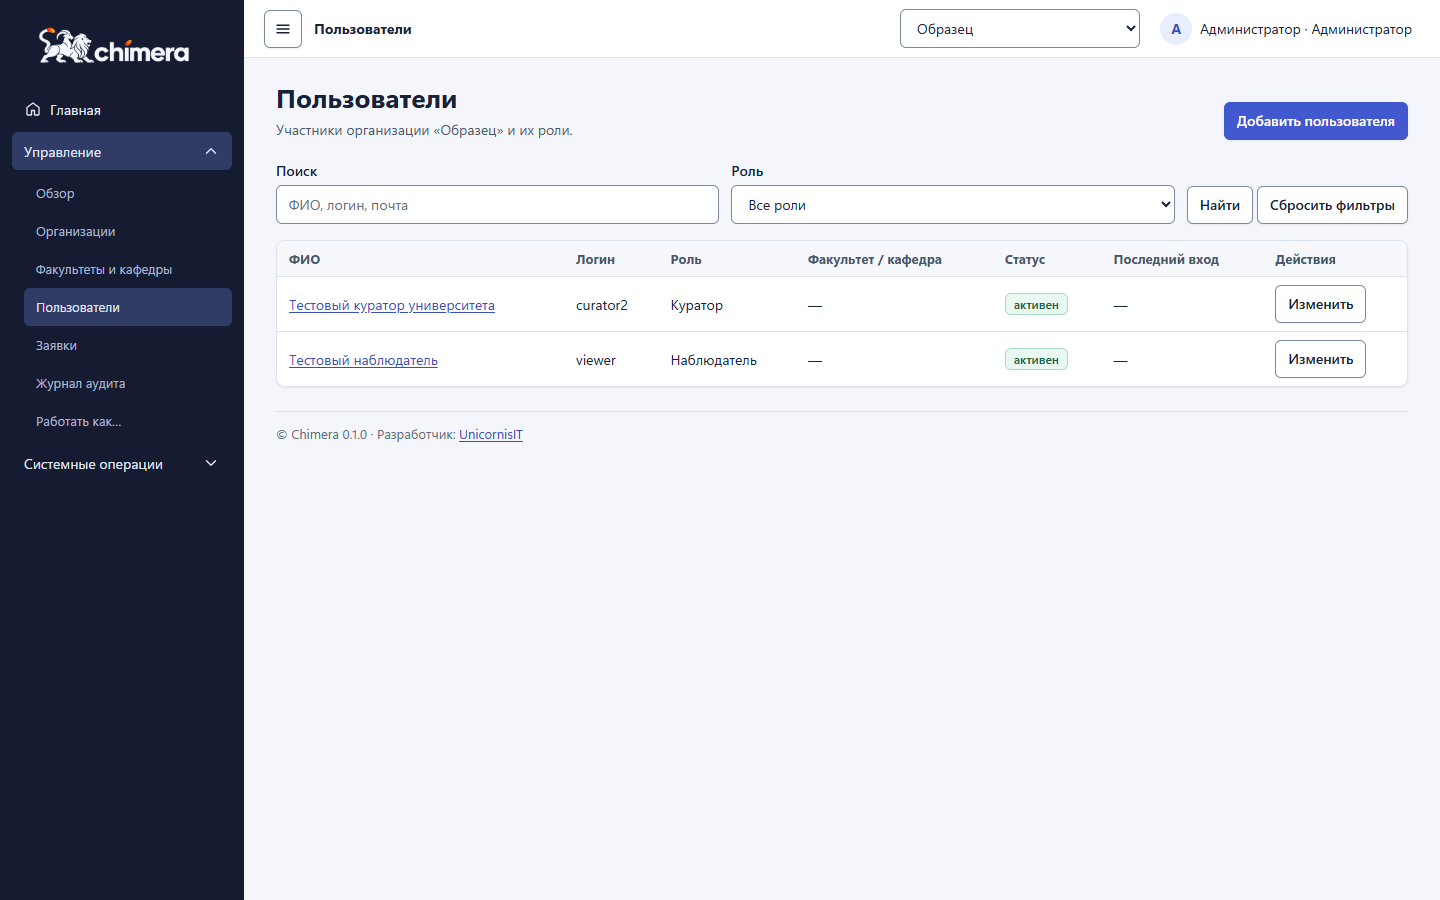 chimera
Пользователи
Образец
А
Администратор · Администратор
Главная
Управление
Обзор
Организации
Факультеты и кафедры
Пользователи
Заявки
Журнал аудита
Работать как...
Системные операции
Пользователи
Участники организации «Образец» и их роли.
Добавить пользователя
Поиск
Роль
ФИО, логин, почта
Все роли
Найти
Сбросить фильтры
ФИО Логин Роль Факультет / кафедра Статус Последний вход Действия
Тестовый куратор университета curator2 Куратор — активен — Изменить
Тестовый наблюдатель viewer Наблюдатель — активен — Изменить
© Chimera 0.1.0 · Разработчик: UnicornisIT